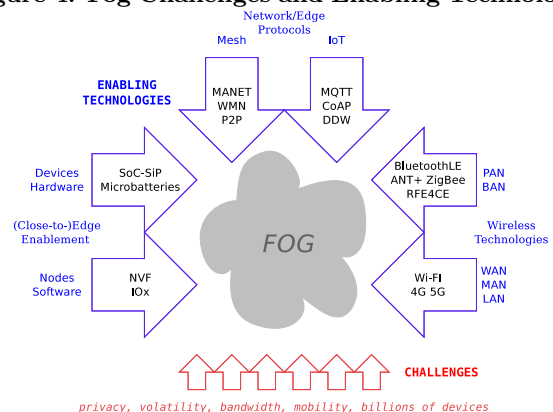 Network/Edge
Protocols
Mesh
IoT
ENABLING
TECHNOLOGIES
MANET
WMN
P2P
MQTT
CoAP
DDW
Devices
Hardware
SoC-SiP
Microbatteries
BluetoothLE
ANT+ ZigBee
RFE4CE
PAN
BAN
(Close-to-)Edge
Enablement
FOG
Wireless
Technologies
Nodes
Software
NVF
IOx
Wi-FI
4G 5G
WAN
MAN
LAN
CHALLENGES
privacy, volatility, bandwidth, mobility, billions of devices